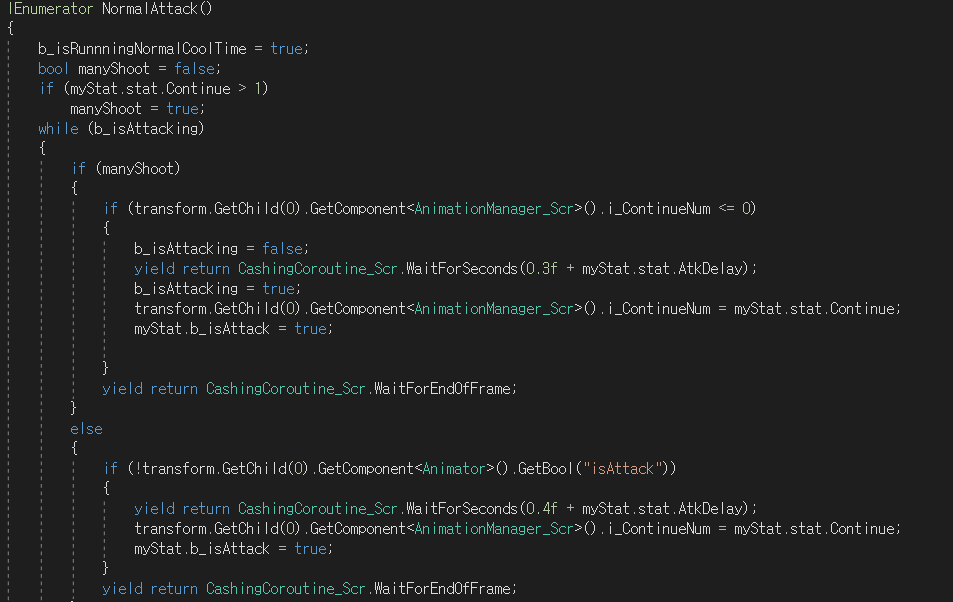 IEnumerator NormalAttack()
{
b_isRunnningNormalCoolTime = true;
bool manyShoot = false;
if (myStat.stat.Continue > 1)
manyShoot = true;
while (b_isAttacking)
{
if (manyShoot)
{
if (transform.GetChild(0).GetComponent<AnimationManager_Scr>().i_ContinueNum <= 0)
{
b_isAttacking = false;
yield return CashingCoroutine_Scr.WaitForSeconds(0.3f + myStat.stat.AtkDelay);
b_isAttacking = true;
transform.GetChild(0).GetComponent<AnimationManager_Scr>().i_ContinueNum = myStat.stat.Continue;
myStat.b_isAttack = true;
}
yield return CashingCoroutine_Scr.WaitForEndOfFrame;
}
else
{
if (!transform.GetChild(0).GetComponent<Animator>().GetBool("isAttack"))
{
yield return CashingCoroutine_Scr.WaitForSeconds(0.4f + myStat.stat.AtkDelay);
transform.GetChild(0).GetComponent<AnimationManager_Scr>().i_ContinueNum = myStat.stat.Continue;
myStat.b_isAttack = true;
}
yield return CashingCoroutine_Scr.WaitForEndOfFrame;